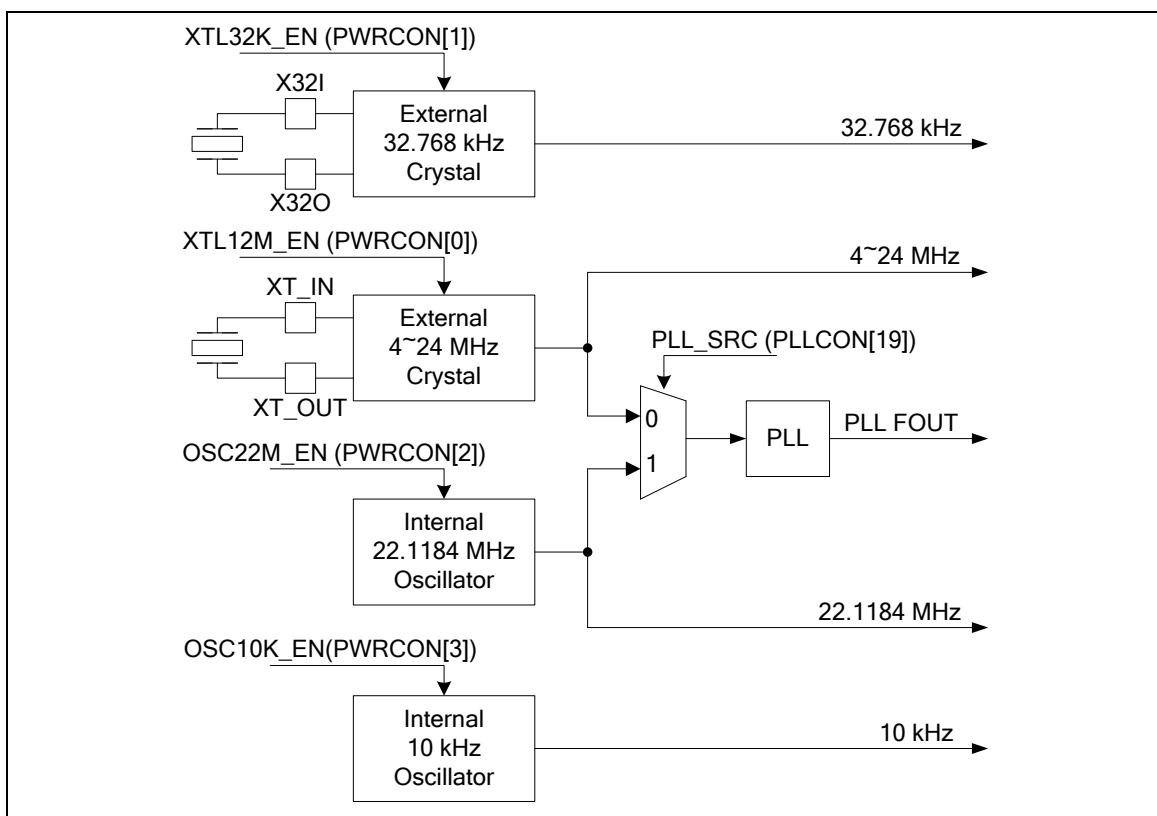 XTL32K_EN (PWRCON[1])
X32I
External
32.768 kHz
Crystal
X32O
32.768 kHz
XTL12M_EN (PWRCON[0])
XT_IN
External
4~24 MHz
Crystal
XT_OUT
4~24 MHz
PLL_SRC (PLLCON[19])
0
1
PLL
PLL FOUT
OSC22M_EN (PWRCON[2])
Internal
22.1184 MHz
Oscillator
22.1184 MHz
OSC10K_EN(PWRCON[3])
Internal
10 kHz
Oscillator
10 kHz